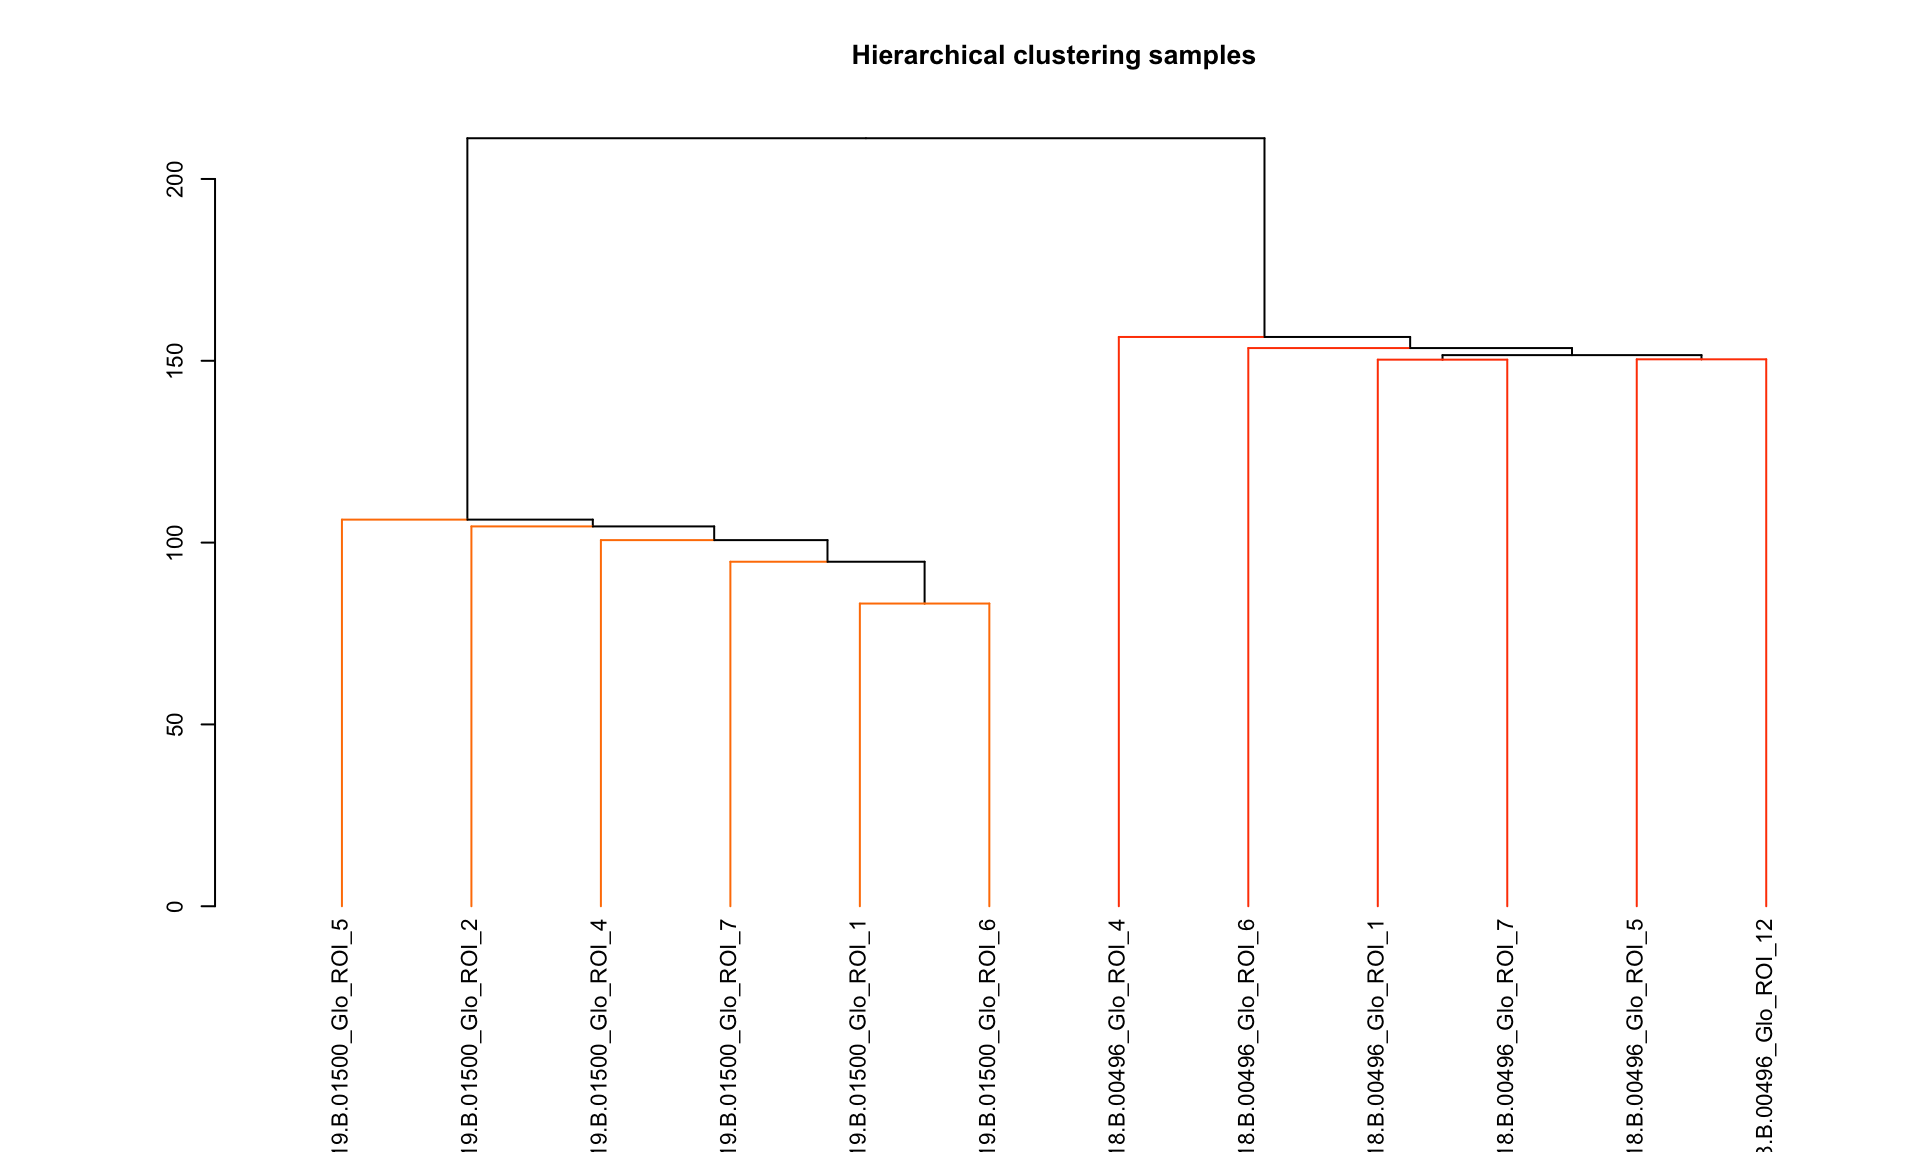 Hierarchical clustering samples
200
150
100
50
0
19.B.01500_Glo_ROI_5
19.B.01500_Glo_ROI_2
19.B.01500_Glo_ROI_4
19.B.01500_Glo_ROI_7
19.B.01500_Glo_ROI_1
19.B.01500_Glo_ROI_6
18.B.00496_Glo_ROI_4
18.B.00496_Glo_ROI_6
18.B.00496_Glo_ROI_1
18.B.00496_Glo_ROI_7
18.B.00496_Glo_ROI_5
8.B.00496_Glo_ROI_12